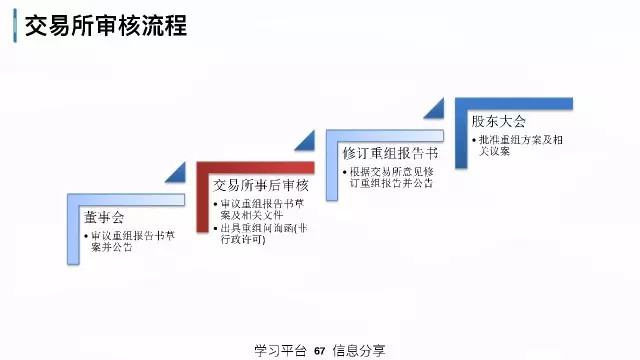 交易所审核流程
董事会
• 审议重组报告书草
案并公告
交易所事后审核
• 审议重组报告书草
案及相关文件
• 出具重组问询函(非
行政许可)
修订重组报告书
• 根据交易所意见修
订重组报告并公告
股东大会
• 批准重组方案及相
关议案
学习平台 67 信息分享